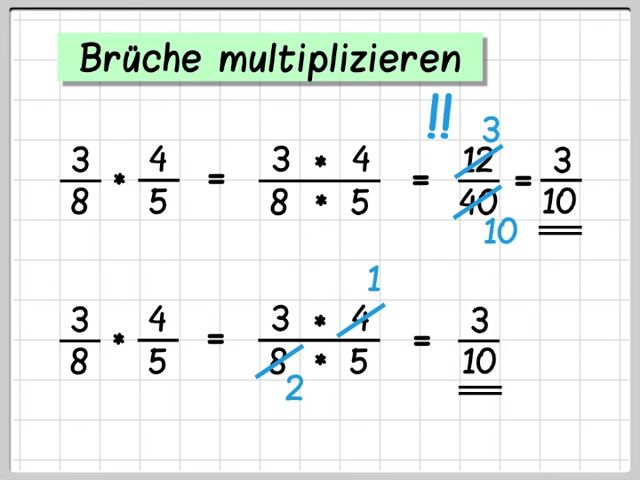 Brüche multiplizieren
!! 3
3/8 * 4/5 = (3 * 4)/(8 * 5) = 12/40 = 3/10
10
1
3/8 * 4/5 = (3 * 4)/(8 * 5) = 3/10
2